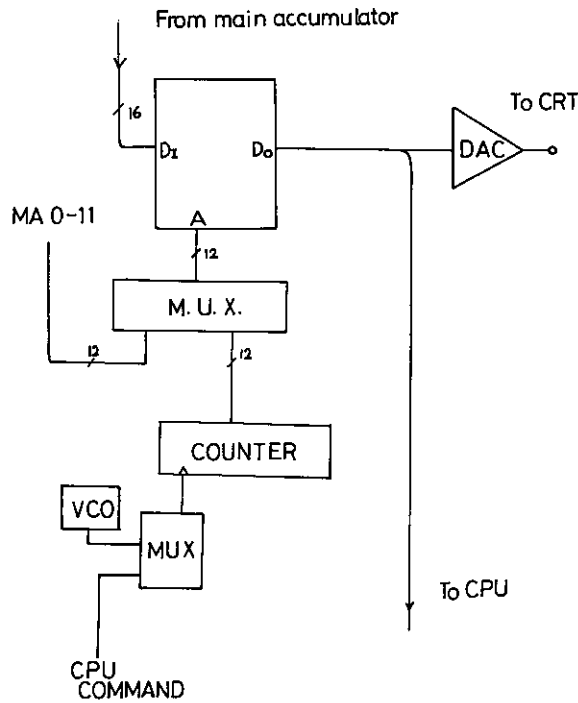 From main accumulator
16
To CRT
DI
DO
DAC
MA 0-11
A
12
M. U. X.
12
12
COUNTER
VCO
MUX
To CPU
CPU
COMMAND